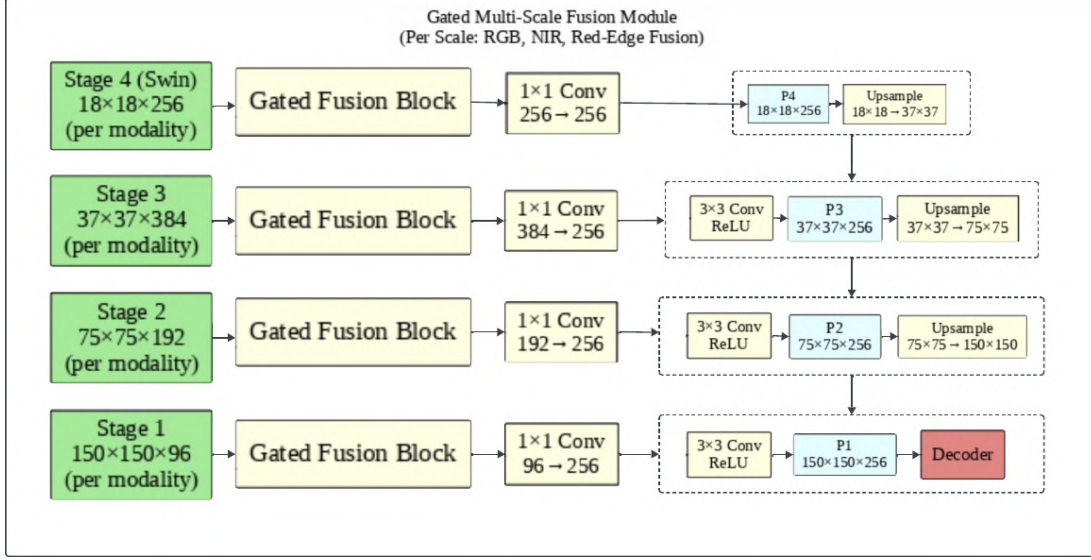 Gated Multi-Scale Fusion Module
(Per Scale: RGB, NIR, Red-Edge Fusion)
Stage 4 (Swin)
18×18×256
(per modality)
Gated Fusion Block
1×1 Conv
256→256
P4
18×18×256
Upsample
18×18→37×37
Stage 3
37×37×384
(per modality)
Gated Fusion Block
1×1 Conv
384→256
3×3 Conv
ReLU
P3
37×37×256
Upsample
37×37→75×75
Stage 2
75×75×192
(per modality)
Gated Fusion Block
1×1 Conv
192→256
3×3 Conv
ReLU
P2
75×75×256
Upsample
75×75→150×150
Stage 1
150×150×96
(per modality)
Gated Fusion Block
1×1 Conv
96→256
3×3 Conv
ReLU
P1
150×150×256
Decoder